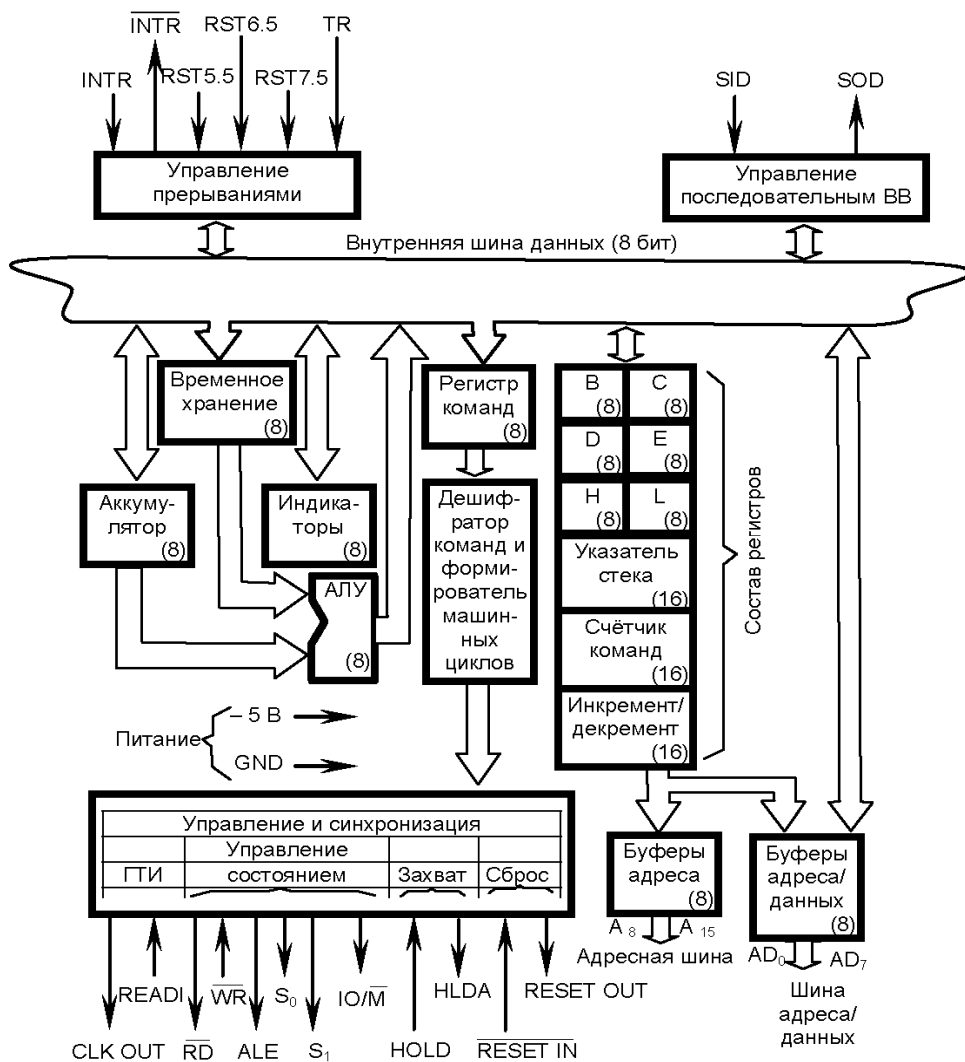 INTR RST6.5 TR
INTR RST5.5 RST7.5
SID SOD
Управление
прерываниями
Управление
последовательным ВВ
Внутренняя шина данных (8 бит)
Временное
хранение
(8)
Регистр
команд
(8)
B
(8)
C
(8)
D
(8)
E
(8)
H
(8)
L
(8)
Аккуму-
лятор
(8)
Индика-
торы
(8)
АЛУ
(8)
Дешиф-
ратор
команд и
форми-
рователь
машин-
ных
циклов
Указатель
стека
(16)
Счётчик
команд
(16)
Инкремент/
декремент
(16)
Состав регистров
Питание
– 5 В
GND
Управление и синхронизация
ГТИ
Управление
состоянием
Захват
Сброс
Буферы
адреса
(8)
Буферы
адреса/
данных
(8)
A8 A15
Адресная шина
AD0 AD7
Шина
адреса/
данных
READI WR S0 IO/M HLDA RESET OUT
CLK OUT RD ALE S1 HOLD RESET IN